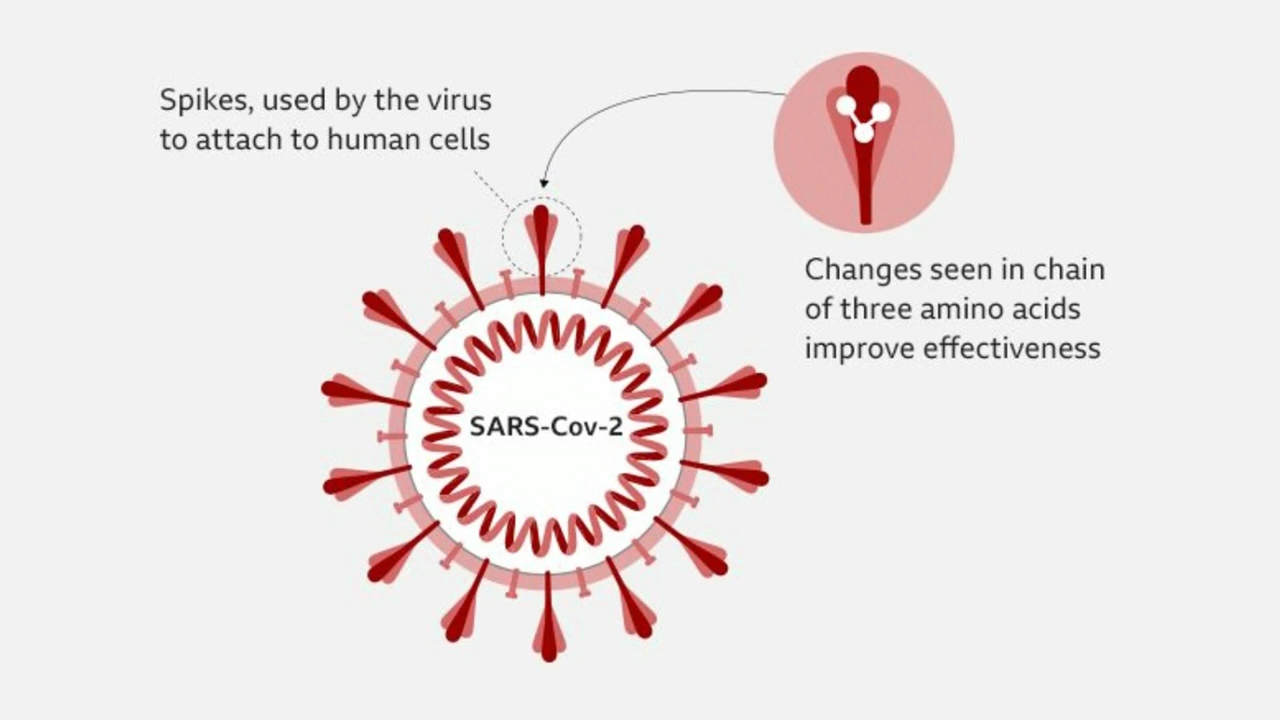 Spikes, used by the virus
to attach to human cells
Changes seen in chain
of three amino acids
improve effectiveness
SARS-Cov-2